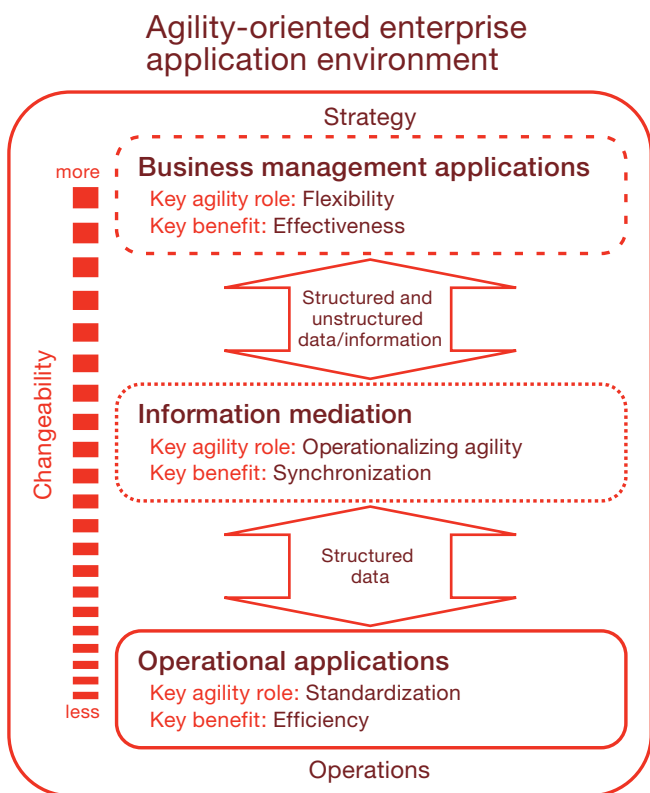 Agility-oriented enterprise
application environment
Strategy
more
Business management applications
Key agility role: Flexibility
Key benefit: Effectiveness
Structured and
unstructured
data/information
Changeability
Information mediation
Key agility role: Operationalizing agility
Key benefit: Synchronization
Structured
data
Operational applications
Key agility role: Standardization
Key benefit: Efficiency
less
Operations